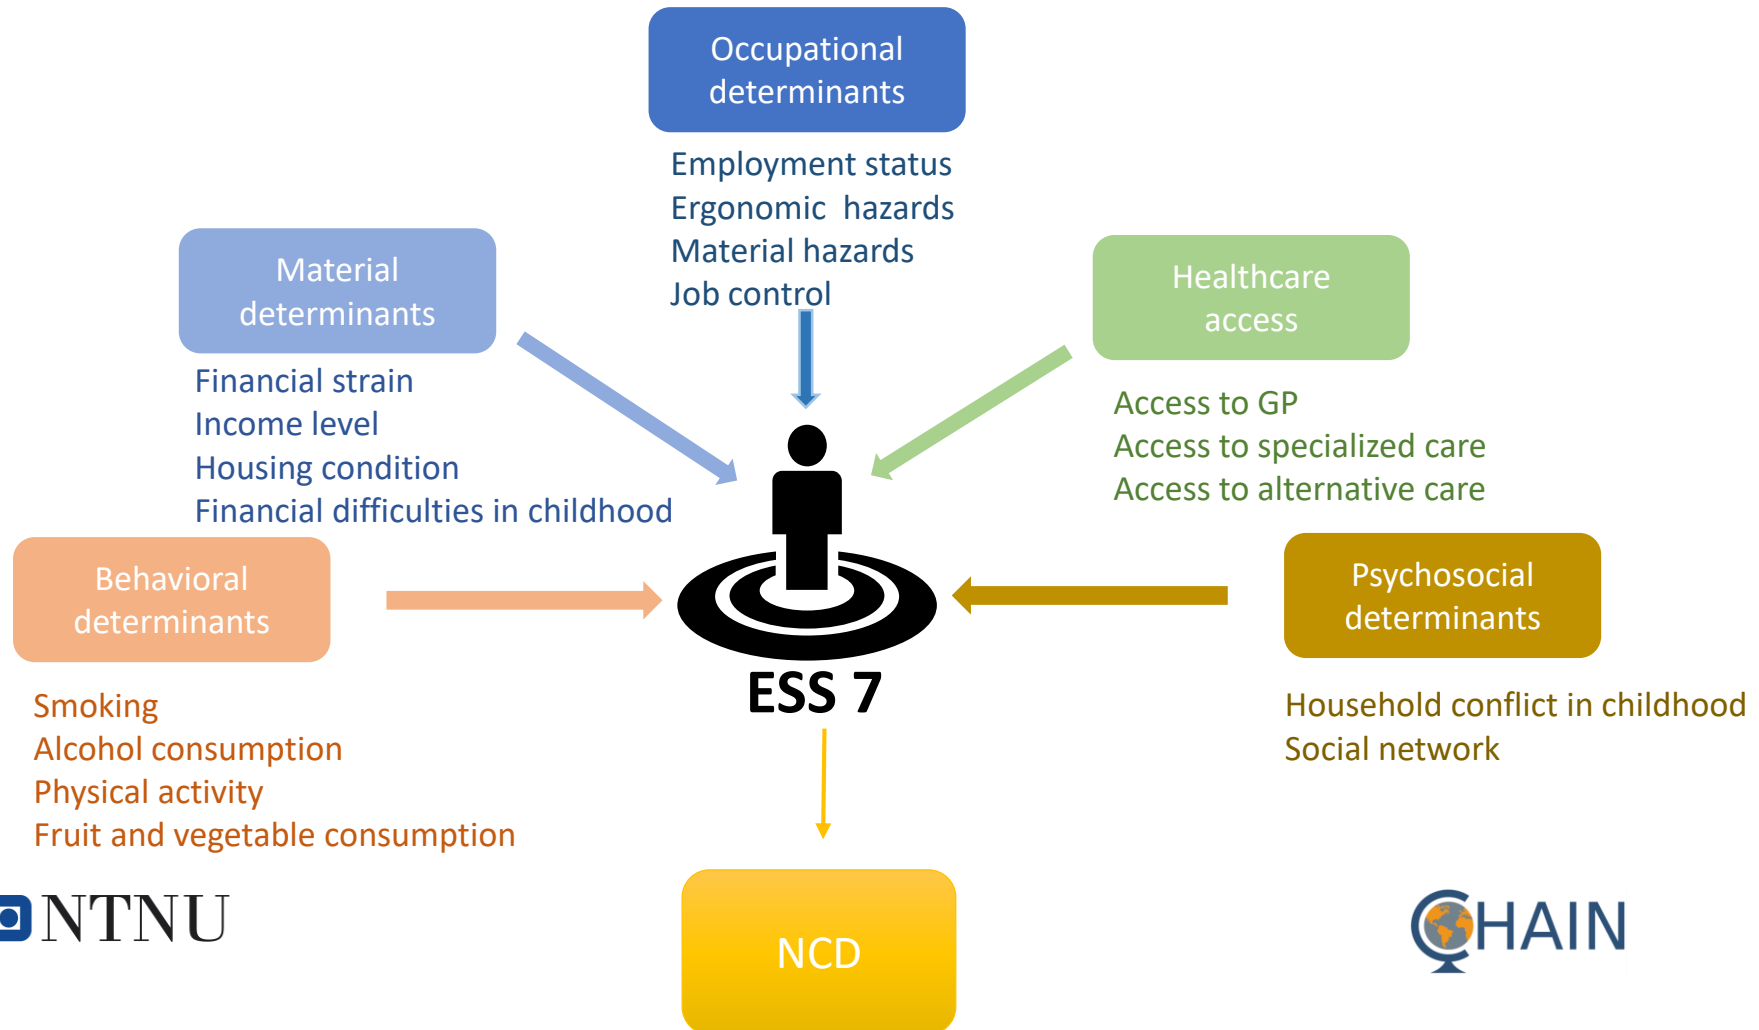 Occupational
determinants
Employment status
Ergonomic hazards
Material hazards
Job control
Material
determinants
Financial strain
Income level
Housing condition
Financial difficulties in childhood
Healthcare
access
Access to GP
Access to specialized care
Access to alternative care
Behavioral
determinants
Smoking
Alcohol consumption
Physical activity
Fruit and vegetable consumption
Psychosocial
determinants
Household conflict in childhood
Social network
ESS 7
NCD
NTNU
CHAIN